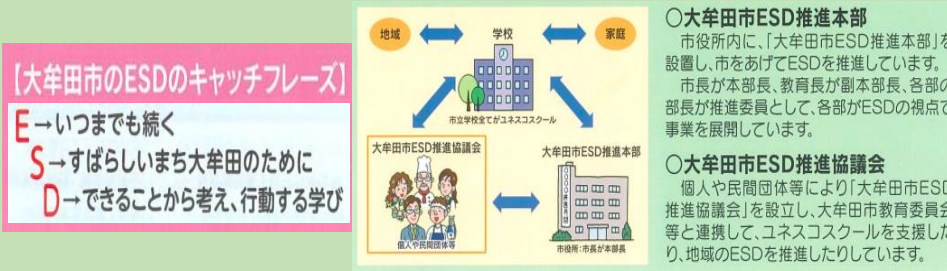 【大牟田市のESDのキャッチフレーズ】
E→いつまでも続く
S→すばらしいまち大牟田のために
D→できることから考え、行動する学び
地域
学校
家庭
市立学校全てがユネスコスクール
大牟田市ESD推進協議会
個人や民間団体等
大牟田市ESD推進本部
市役所:市長が本部長
○大牟田市ESD推進本部
市役所内に、「大牟田市ESD推進本部」を
設置し、市をあげてESDを推進しています。
市長が本部長、教育長が副本部長、各部の
部長が推進委員として、各部がESDの視点で
事業を展開しています。
○大牟田市ESD推進協議会
個人や民間団体等により「大牟田市ESD
推進協議会」を設立し、大牟田市教育委員会
等と連携して、ユネスコスクールを支援した
り、地域のESDを推進したりしています。